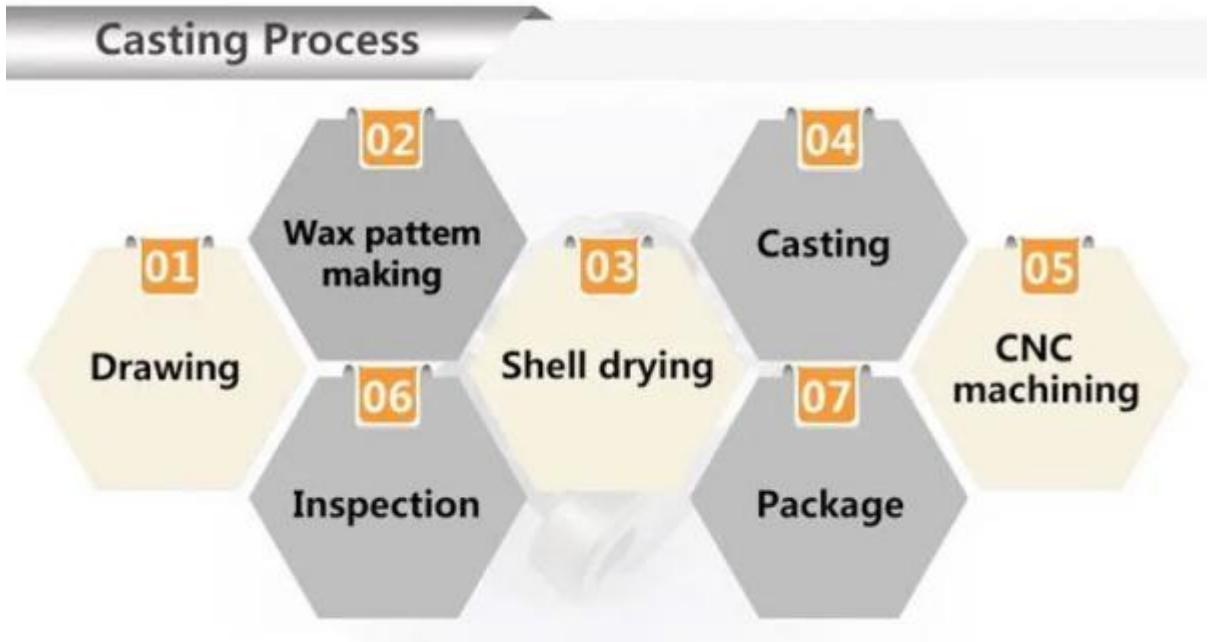 Casting Process
01
Drawing
02
Wax pattem
making
03
Shell drying
04
Casting
05
CNC
machining
06
Inspection
07
Package